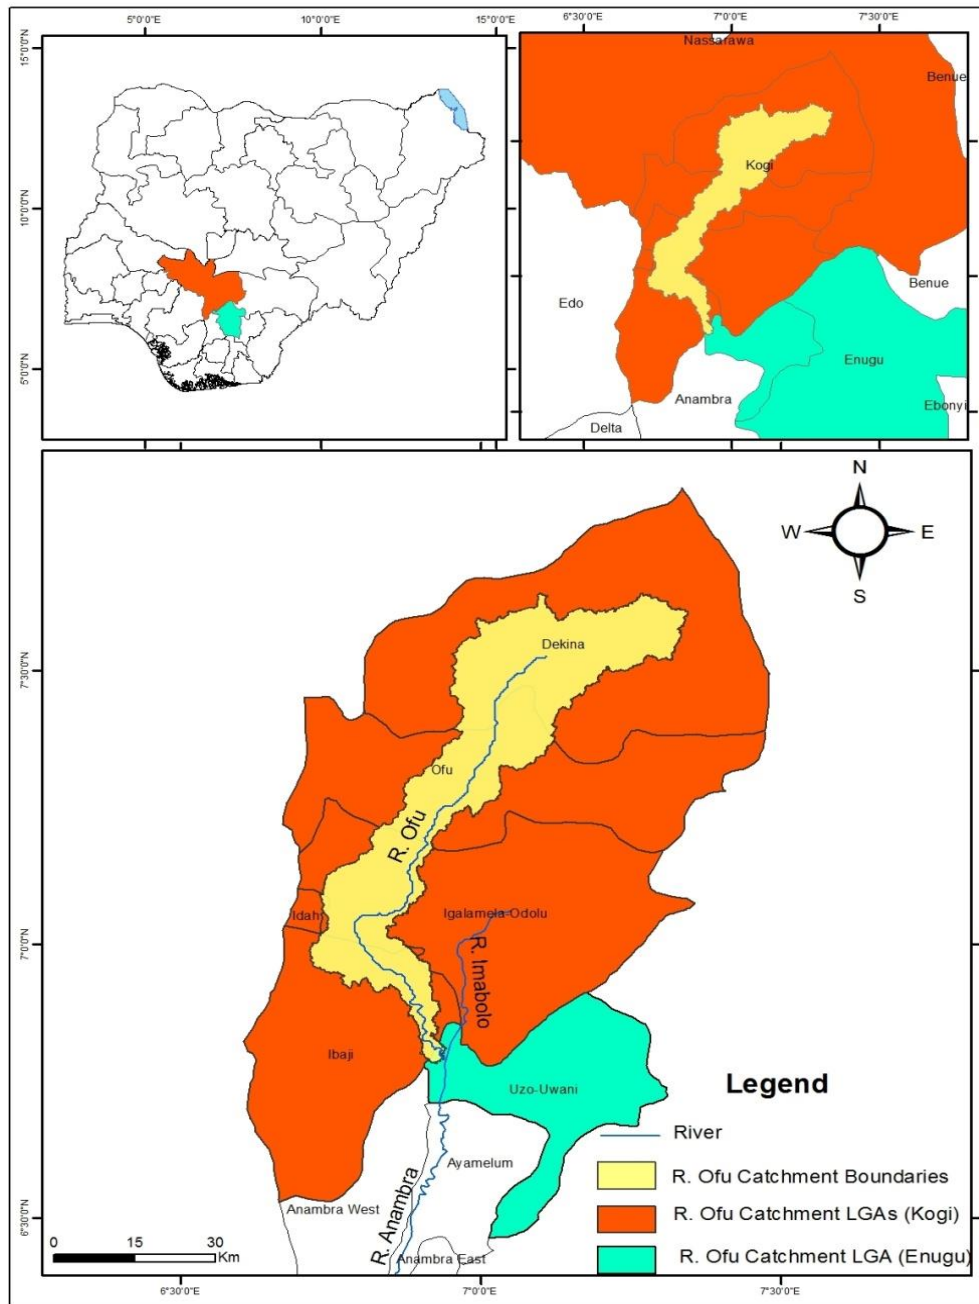 5°0'0"E
10°0'0"E
15°0'0"E
15°0'0"N
10°0'0"N
5°0'0"N
6°30'0"E
7°0'0"E
7°30'0"E
Nassarawa
Benue
Kogi
Edo
Benue
Enugu
Anambra
Ebonyi
Delta
N
W
E
S
Dekina
7°30'0"N
Ofu
R. Ofu
Idah
Igalamela-Odolu
7°0'0"N
R. Imabolo
Ibaji
Uzo-Uwani
Legend
River
Ayamelum
R. Ofu Catchment Boundaries
R. Anambra
Anambra West
R. Ofu Catchment LGAs (Kogi)
6°30'0"N
0 15 30
Km
Anambra East
R. Ofu Catchment LGA (Enugu)
6°30'0"E
7°0'0"E
7°30'0"E